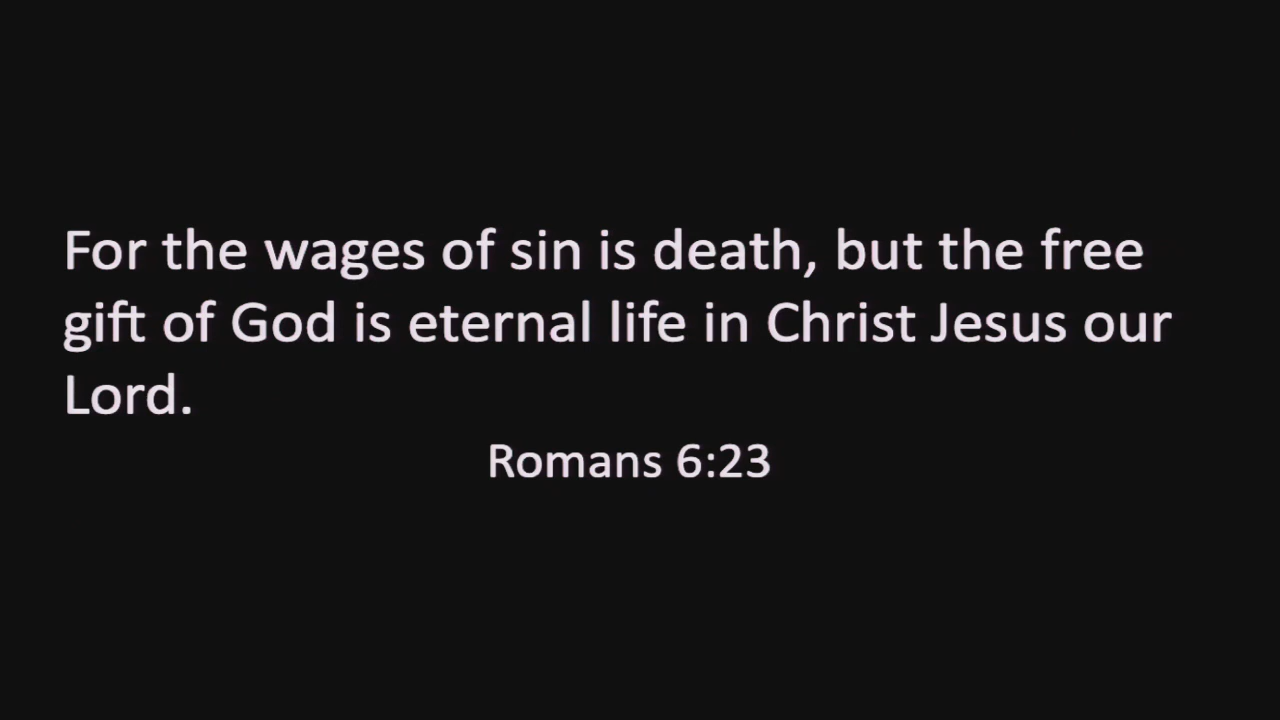 For the wages of sin is death, but the free
gift of God is eternal life in Christ Jesus our
Lord.
Romans 6:23